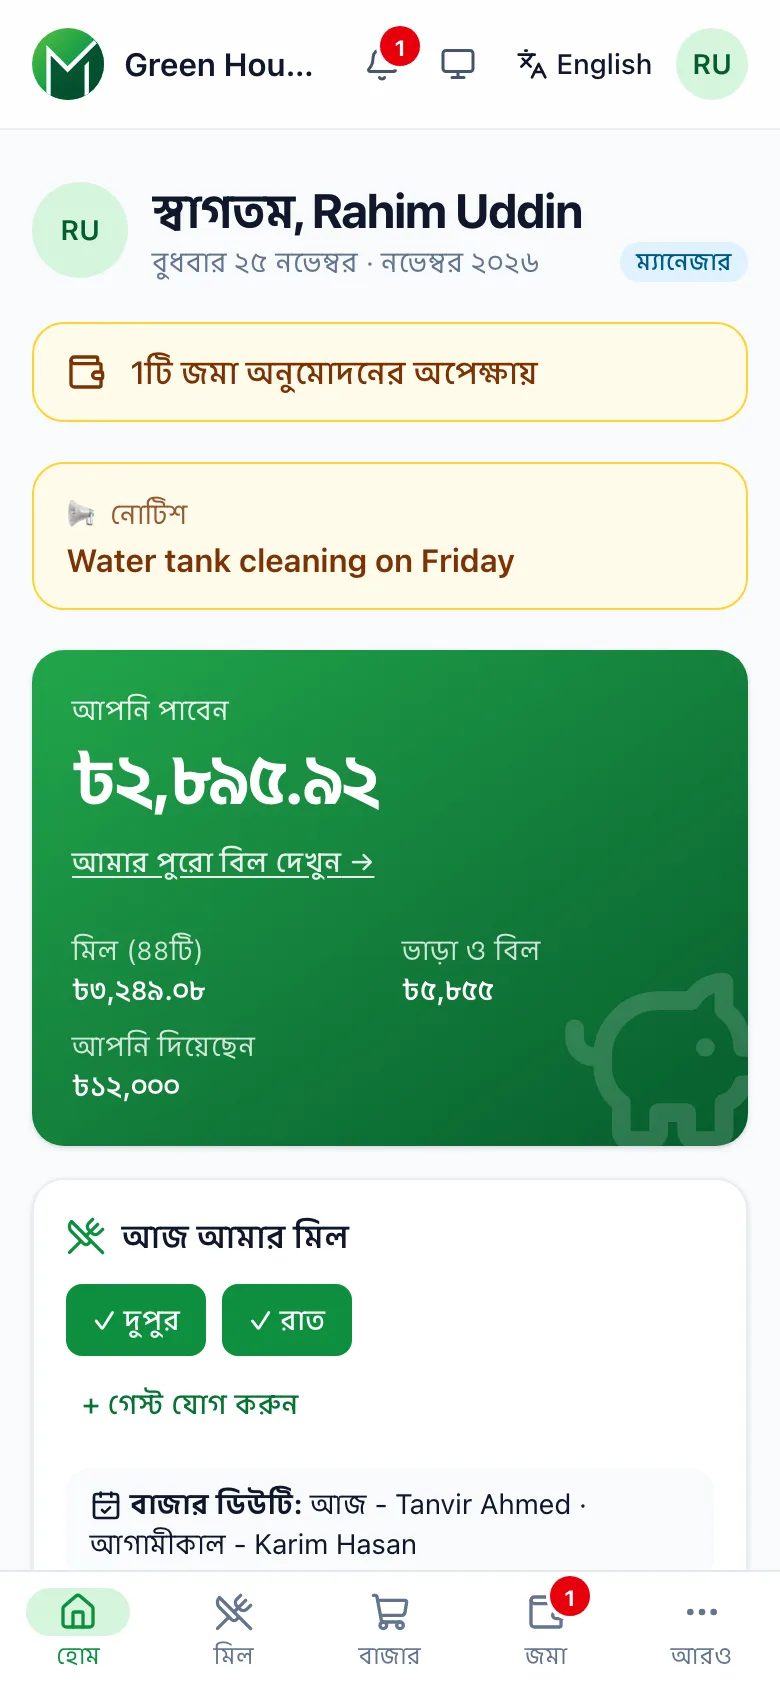 Green Hou...
1
English
RU
RU
স্বাগতম, Rahim Uddin
বুধবার ২৫ নভেম্বর · নভেম্বর ২০২৬
ম্যানেজার
1টি জমা অনুমোদনের অপেক্ষায়
নোটিশ
Water tank cleaning on Friday
আপনি পাবেন
৳২,৮৯৫.৯২
আমার পুরো বিল দেখুন →
মিল (৪৪টি)
৳৩,২৪৯.০৮
ভাড়া ও বিল
৳৫,৮৫৫
আপনি দিয়েছেন
৳১২,০০০
আজ আমার মিল
✓ দুপুর
✓ রাত
+ গেস্ট যোগ করুন
বাজার ডিউটি: আজ - Tanvir Ahmed ·
আগামীকাল - Karim Hasan
হোম
মিল
বাজার
1
জমা
আরও